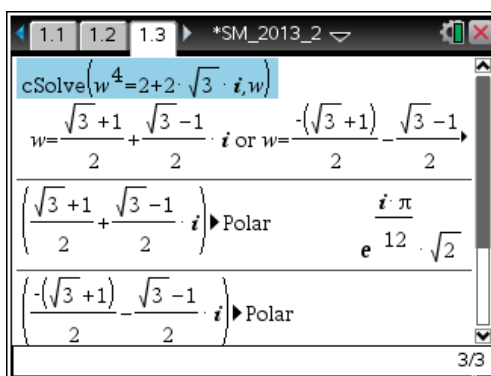 1.1 1.2 1.3 *SM_2013_2
cSolve(w^4=2+2·√3·i,w)
w=(√3+1)/2+(√3-1)/2·i or w=-(√3+1)/2-(√3-1)/2
((√3+1)/2+(√3-1)/2·i)▶Polar e^(i·π/12)·√2
(-(√3+1)/2-(√3-1)/2·i)▶Polar
3/3